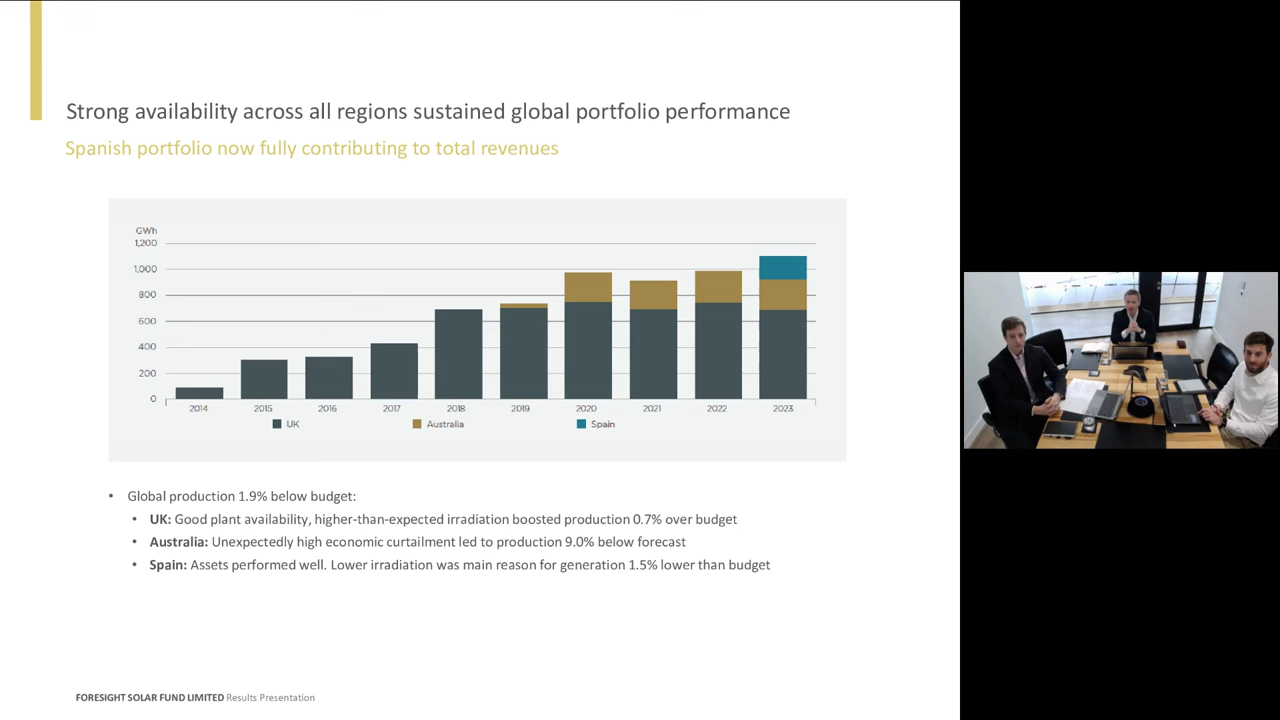 Strong availability across all regions sustained global portfolio performance
Spanish portfolio now fully contributing to total revenues
GWh
1,200
1,000
800
600
400
200
0
2014 2015 2016 2017 2018 2019 2020 2021 2022 2023
UK Australia Spain
• Global production 1.9% below budget:
• UK: Good plant availability, higher-than-expected irradiation boosted production 0.7% over budget
• Australia: Unexpectedly high economic curtailment led to production 9.0% below forecast
• Spain: Assets performed well. Lower irradiation was main reason for generation 1.5% lower than budget
FORESIGHT SOLAR FUND LIMITED Results Presentation